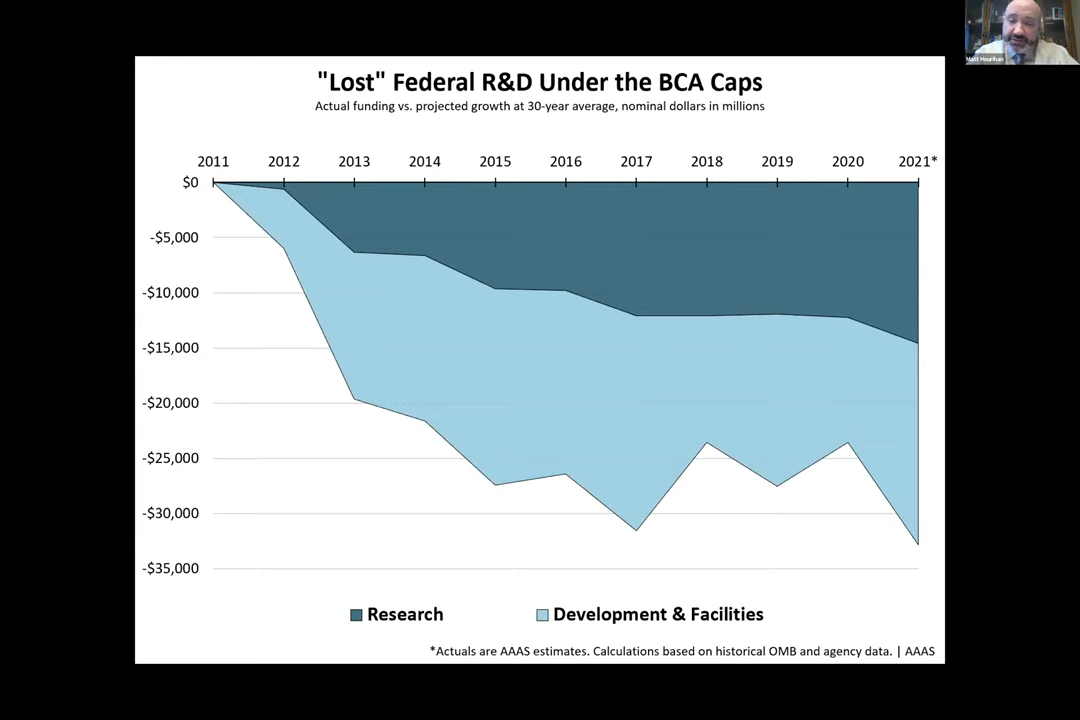 "Lost" Federal R&D Under the BCA Caps
Actual funding vs. projected growth at 30-year average, nominal dollars in millions
2011 2012 2013 2014 2015 2016 2017 2018 2019 2020 2021*
$0
-$5,000
-$10,000
-$15,000
-$20,000
-$25,000
-$30,000
-$35,000
Research Development & Facilities
*Actuals are AAAS estimates. Calculations based on historical OMB and agency data. | AAAS
Matt Hourihan